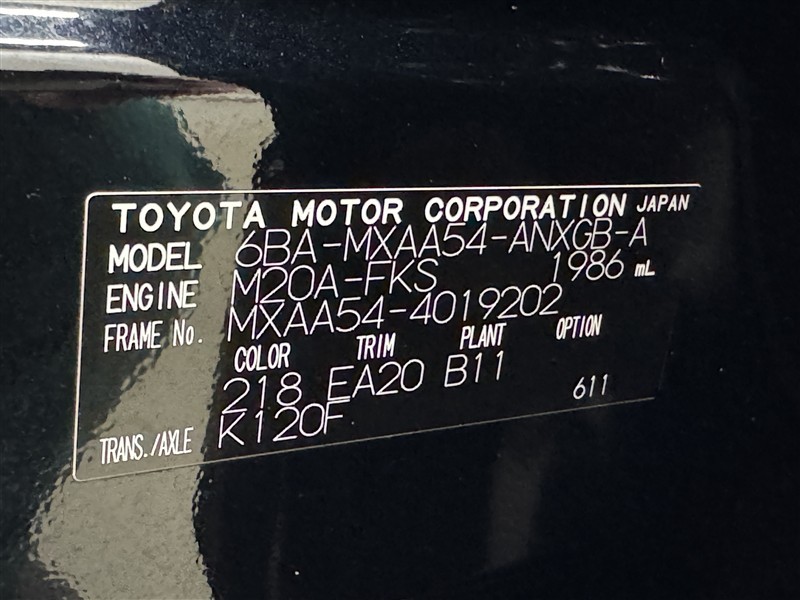 TOYOTA MOTOR CORPORATION JAPAN
MODEL 6BA-MXAA54-ANXGB-A
ENGINE M20A-FKS 1986 mL
FRAME No. MXAA54-4019202
COLOR TRIM PLANT OPTION
218 EA20 B11 611
TRANS./AXLE K120F